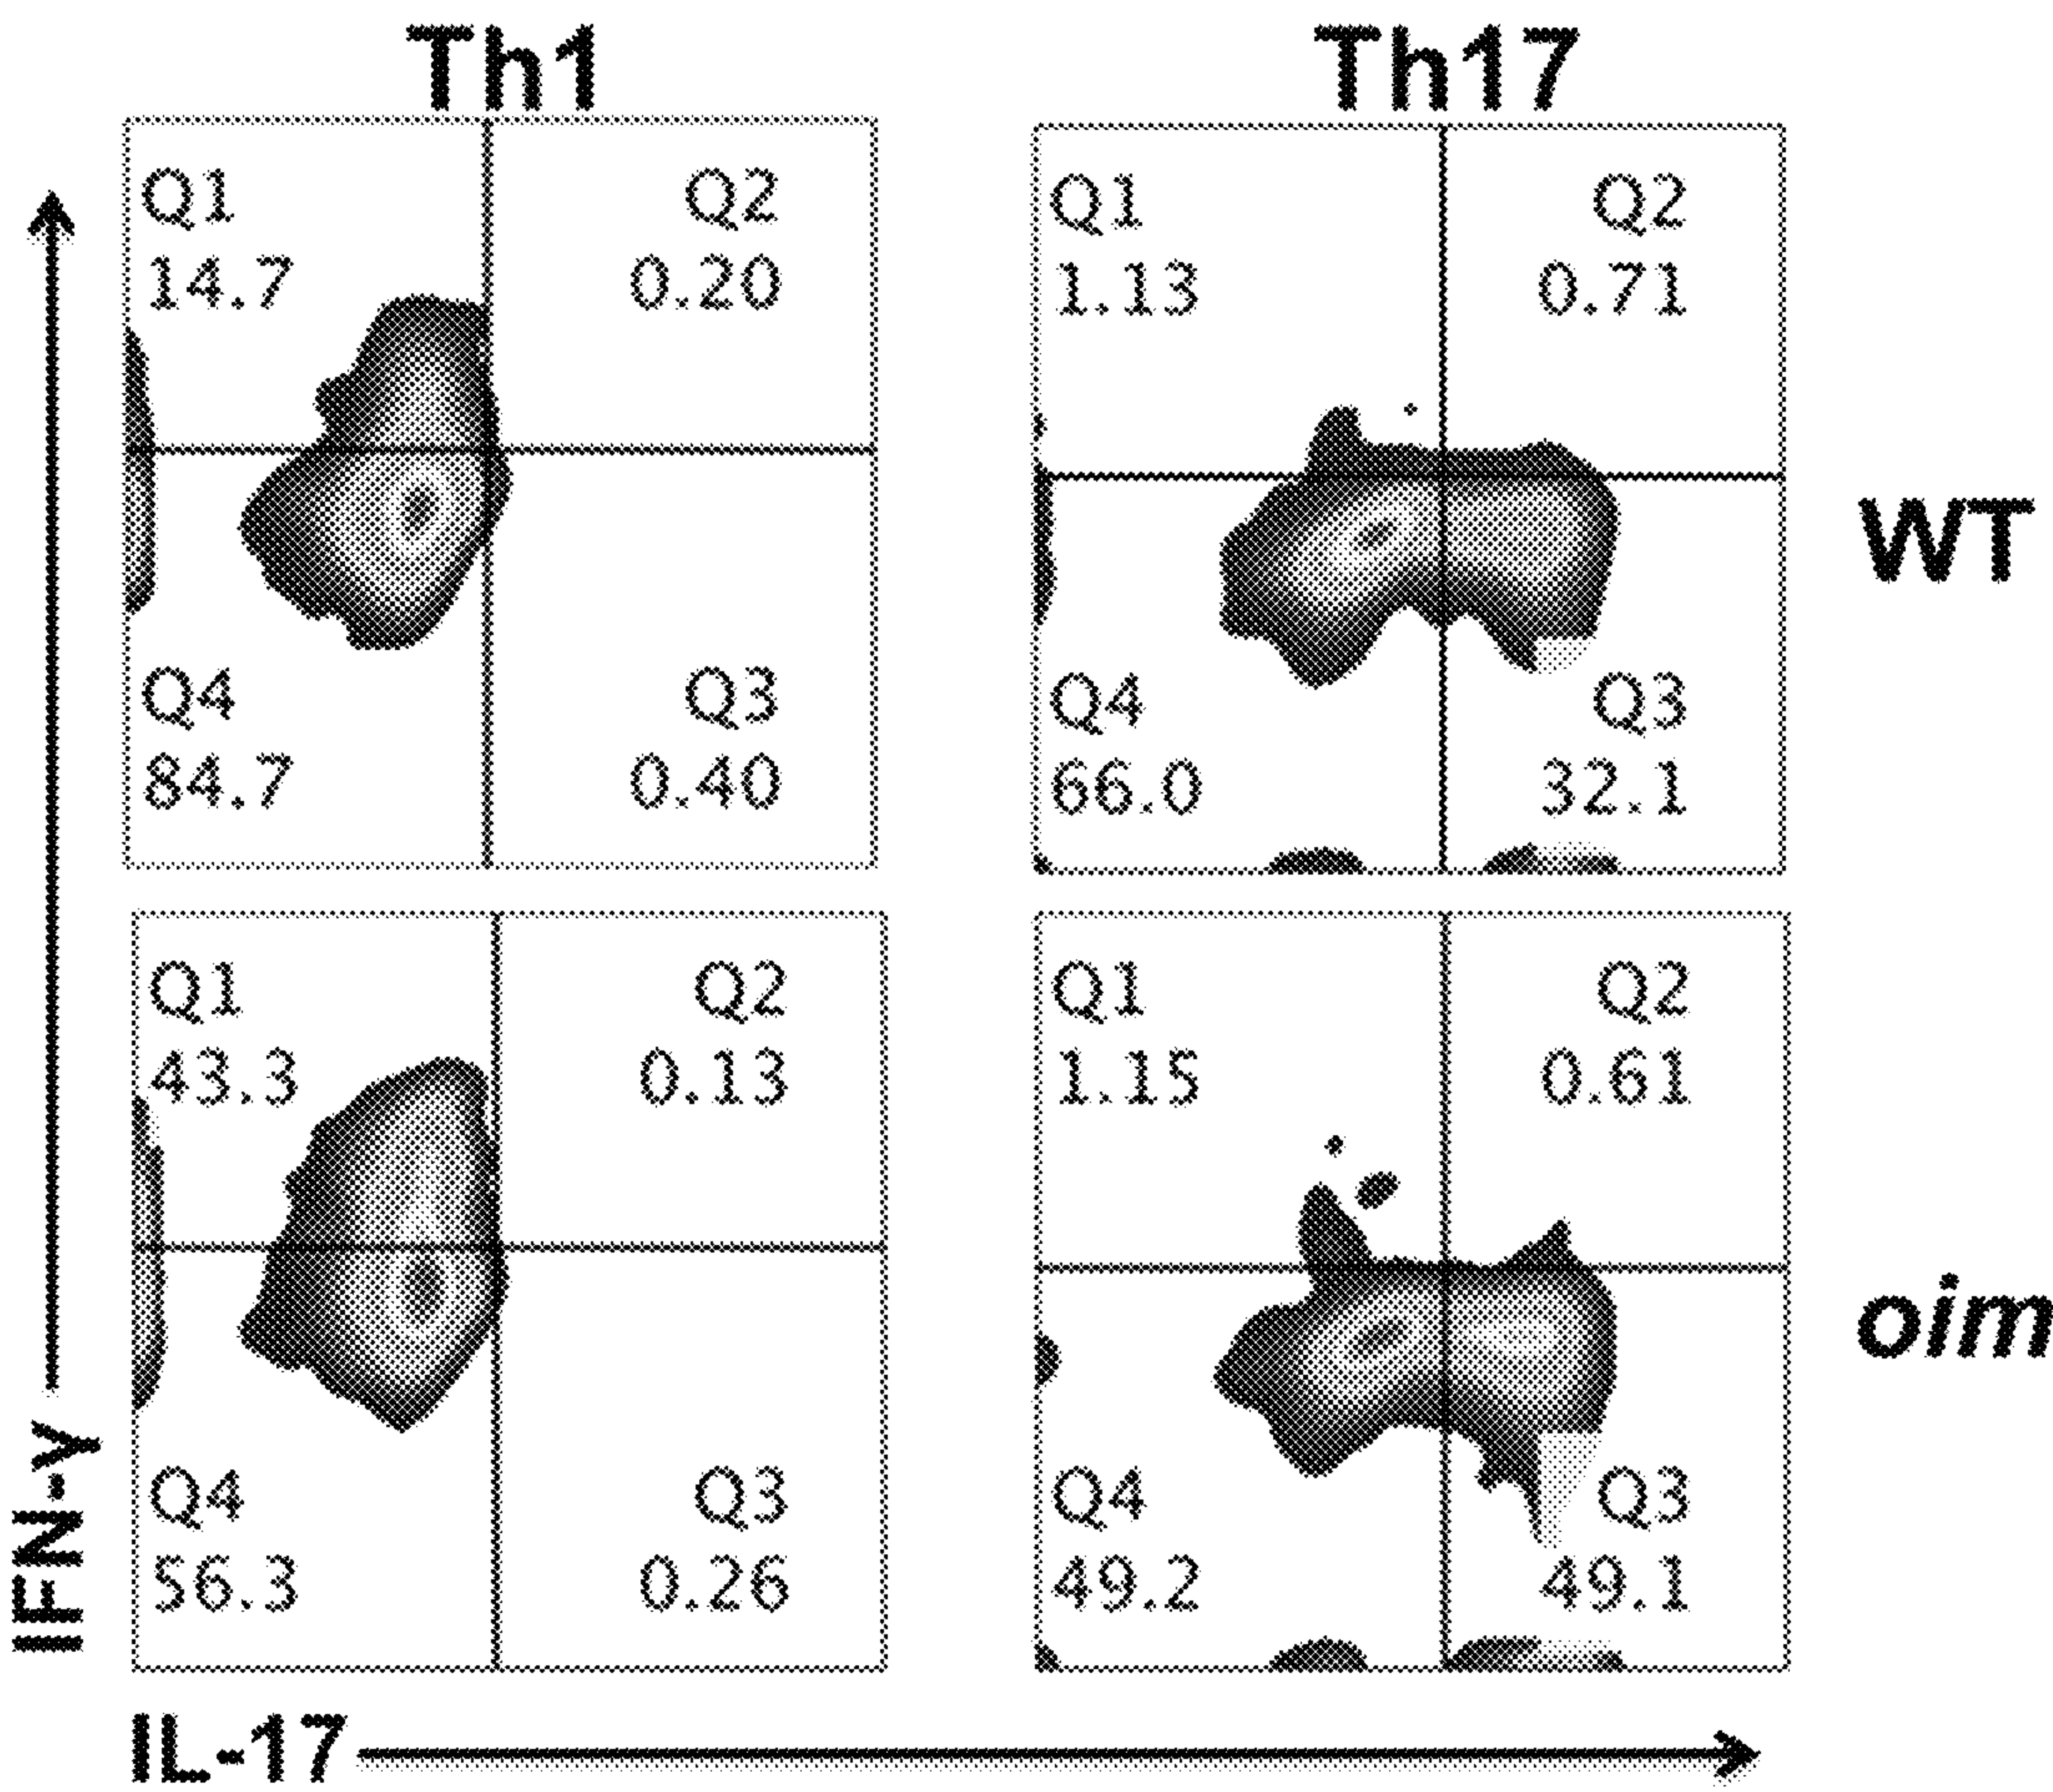 Th1
Th17
Q1
14.7
Q2
0.20
Q4
84.7
Q3
0.40
Q1
1.13
Q2
0.71
Q4
66.0
Q3
32.1
WT
Q1
43.3
Q2
0.13
Q4
56.3
Q3
0.26
Q1
1.15
Q2
0.61
Q4
49.2
Q3
49.1
oim
IFN-γ
IL-17